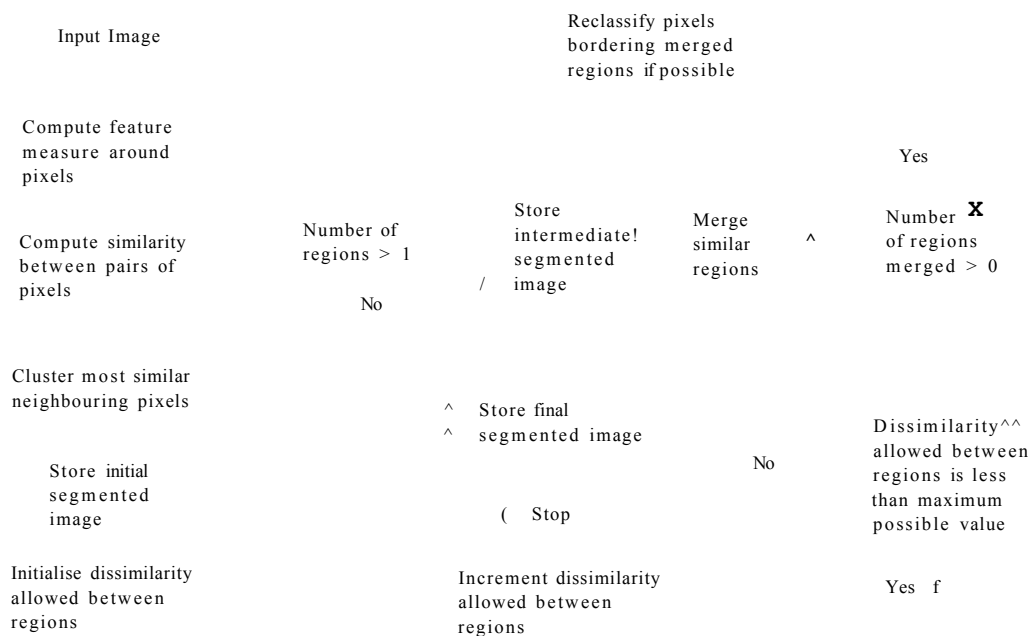 Input Image
Reclassify pixels
bordering merged
regions if possible
Compute feature
measure around
pixels
Yes
Compute similarity
between pairs of
pixels
Number of
regions > 1
No
Store
intermediate!
segmented
/ image
Merge
similar
regions
^
Number X
of regions
merged > 0
Cluster most similar
neighbouring pixels
^ Store final
^ segmented image
No
Dissimilarity^^
allowed between
regions is less
than maximum
possible value
Store initial
segmented
image
( Stop
Initialise dissimilarity
allowed between
regions
Increment dissimilarity
allowed between
regions
Yes f